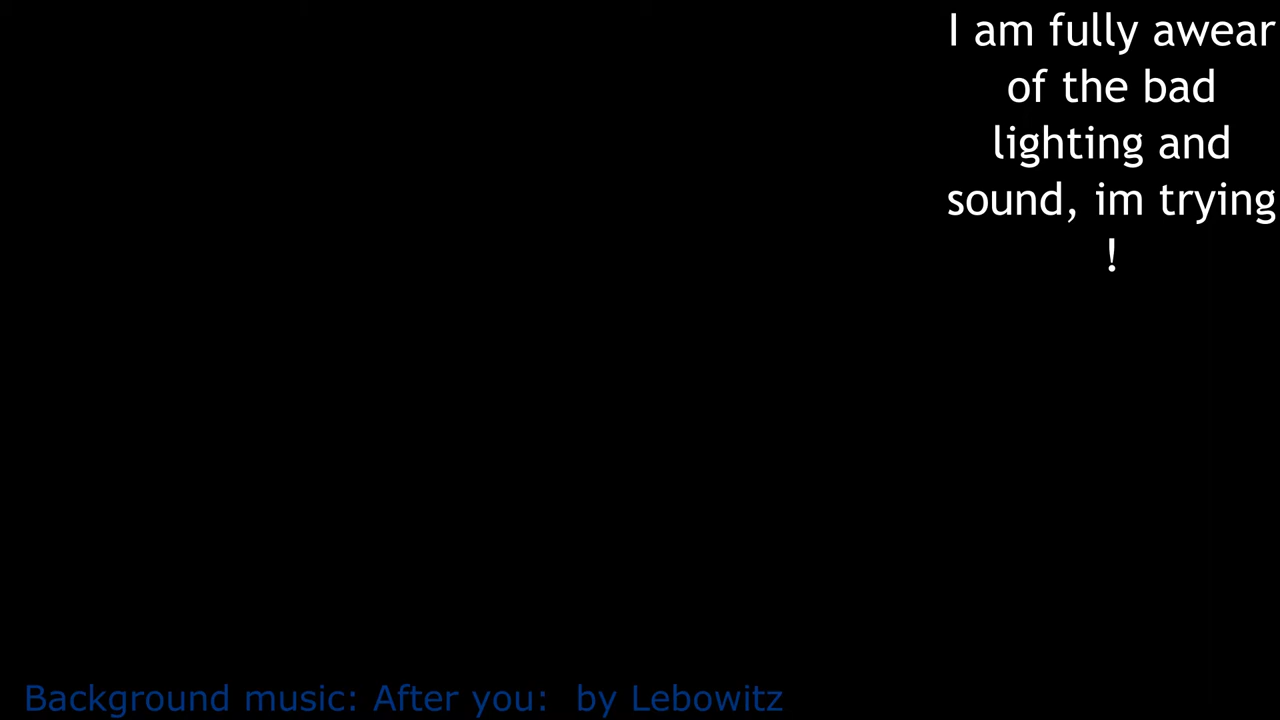 I am fully awear
of the bad
lighting and
sound, im trying
!
Background music: After you:  by Lebowitz